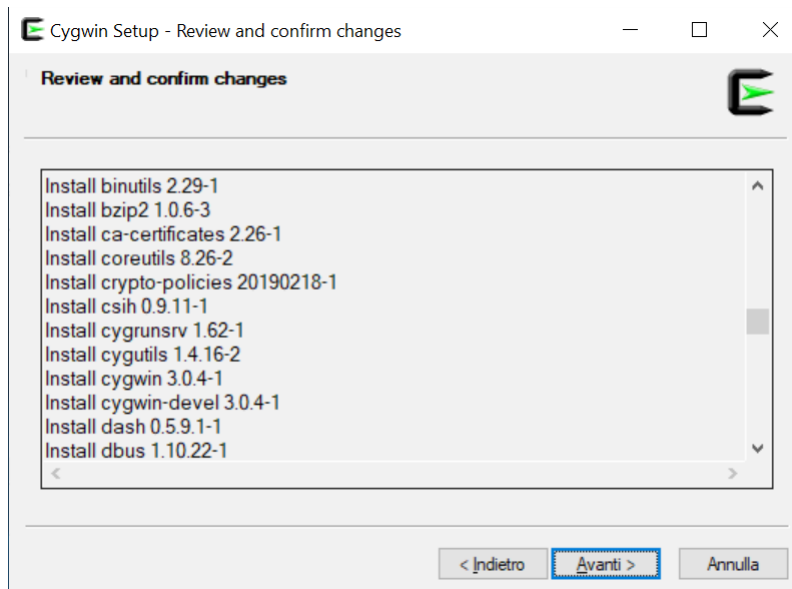 Cygwin Setup - Review and confirm changes
Review and confirm changes
Install binutils 2.29-1
Install bzip2 1.0.6-3
Install ca-certificates 2.26-1
Install coreutils 8.26-2
Install crypto-policies 20190218-1
Install csih 0.9.11-1
Install cygrunsrv 1.62-1
Install cygutils 1.4.16-2
Install cygwin 3.0.4-1
Install cygwin-devel 3.0.4-1
Install dash 0.5.9.1-1
Install dbus 1.10.22-1
< Indietro Avanti > Annulla